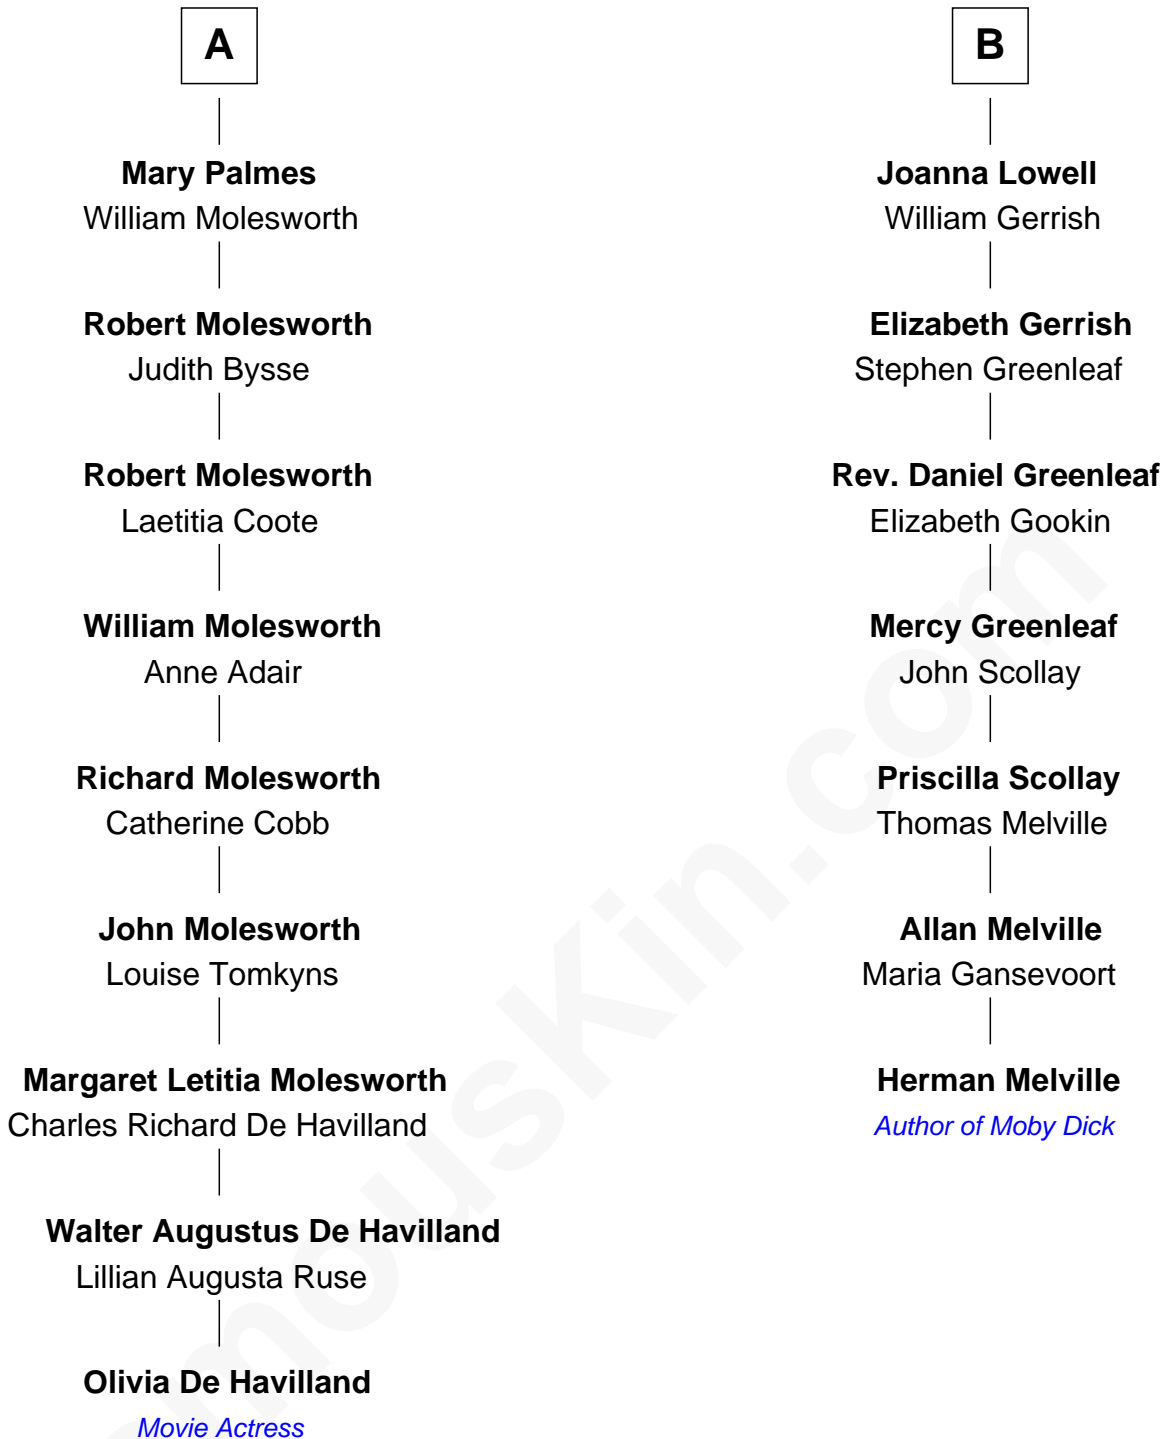 A
Mary Palmes
William Molesworth
Robert Molesworth
Judith Bysse
Robert Molesworth
Laetitia Coote
William Molesworth
Anne Adair
Richard Molesworth
Catherine Cobb
John Molesworth
Louise Tomkyns
Margaret Letitia Molesworth
Charles Richard De Havilland
Walter Augustus De Havilland
Lillian Augusta Ruse
Olivia De Havilland
Movie Actress
B
Joanna Lowell
William Gerrish
Elizabeth Gerrish
Stephen Greenleaf
Rev. Daniel Greenleaf
Elizabeth Gookin
Mercy Greenleaf
John Scollay
Priscilla Scollay
Thomas Melville
Allan Melville
Maria Gansevoort
Herman Melville
Author of Moby Dick
mouskin.com